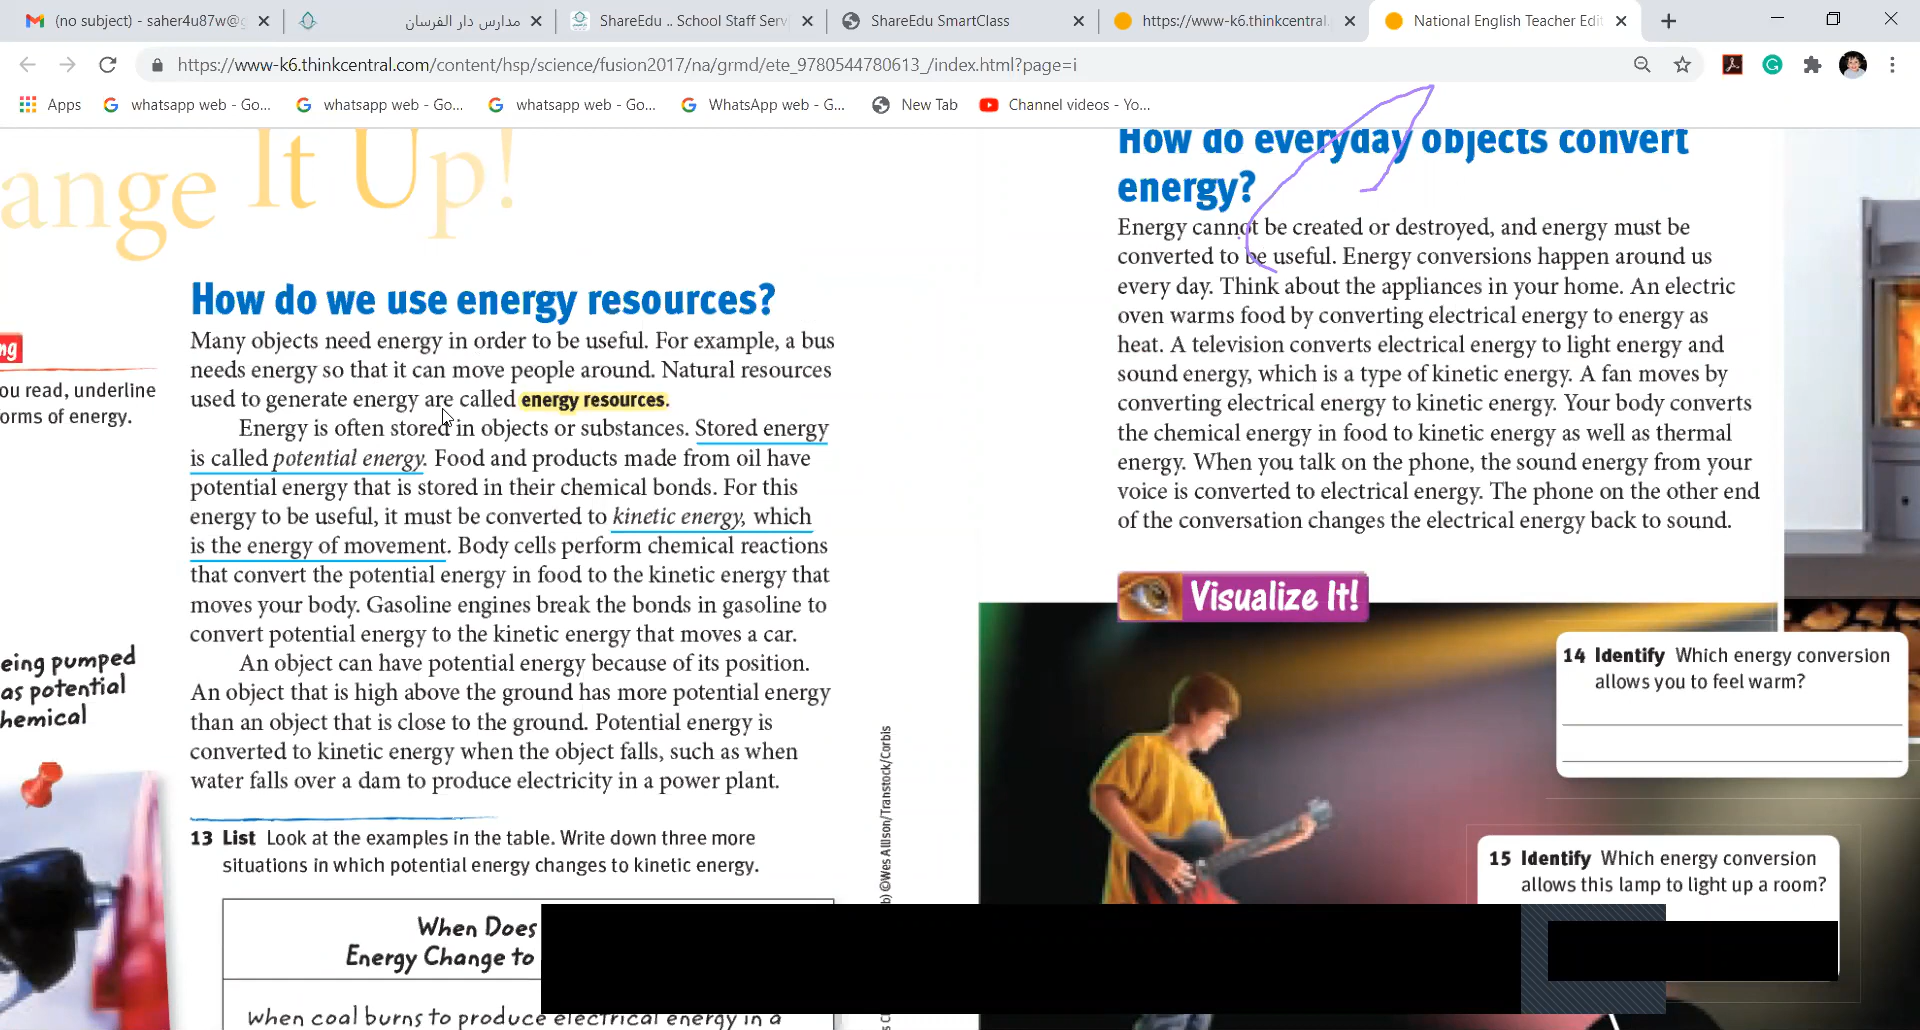 (no subject) - saher4u87w@g
مدارس دار الفرسان
ShareEdu .. School Staff Serv
ShareEdu SmartClass
https://www-k6.thinkcentral.
National English Teacher Edit
https://www-k6.thinkcentral.com/content/hsp/science/fusion2017/na/grmd/ete_9780544780613_/index.html?page=i
Apps
whatsapp web - Go...
whatsapp web - Go...
whatsapp web - Go...
WhatsApp web - G...
New Tab
Channel videos - Yo...
ange It Up!
ng
ou read, underline
orms of energy.
eing pumped
as potential
hemical
How do we use energy resources?
Many objects need energy in order to be useful. For example, a bus
needs energy so that it can move people around. Natural resources
used to generate energy are called energy resources.
Energy is often stored in objects or substances. Stored energy
is called potential energy. Food and products made from oil have
potential energy that is stored in their chemical bonds. For this
energy to be useful, it must be converted to kinetic energy, which
is the energy of movement. Body cells perform chemical reactions
that convert the potential energy in food to the kinetic energy that
moves your body. Gasoline engines break the bonds in gasoline to
convert potential energy to the kinetic energy that moves a car.
An object can have potential energy because of its position.
An object that is high above the ground has more potential energy
than an object that is close to the ground. Potential energy is
converted to kinetic energy when the object falls, such as when
water falls over a dam to produce electricity in a power plant.
13 List Look at the examples in the table. Write down three more
situations in which potential energy changes to kinetic energy.
When Does
Energy Change to
when coal burns to produce electrical energy in a
©Wes Allison/Transtock/Corbis
How do everyday objects convert
energy?
Energy cannot be created or destroyed, and energy must be
converted to be useful. Energy conversions happen around us
every day. Think about the appliances in your home. An electric
oven warms food by converting electrical energy to energy as
heat. A television converts electrical energy to light energy and
sound energy, which is a type of kinetic energy. A fan moves by
converting electrical energy to kinetic energy. Your body converts
the chemical energy in food to kinetic energy as well as thermal
energy. When you talk on the phone, the sound energy from your
voice is converted to electrical energy. The phone on the other end
of the conversation changes the electrical energy back to sound.
Visualize It!
14 Identify Which energy conversion
allows you to feel warm?
15 Identify Which energy conversion
allows this lamp to light up a room?